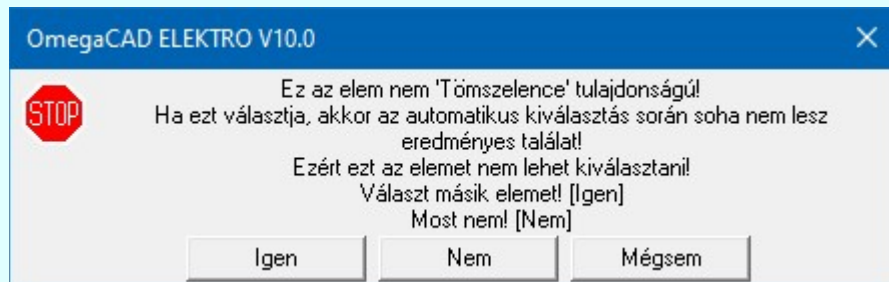 OmegaCAD ELEKTRO V10.0
STOP
Ez az elem nem 'Tömszelence' tulajdonságú!
Ha ezt választja, akkor az automatikus kiválasztás során soha nem lesz
eredményes találat!
Ezért ezt az elemet nem lehet kiválasztani!
Választ másik elemet! [Igen]
Most nem! [Nem]
Igen
Nem
Mégsem